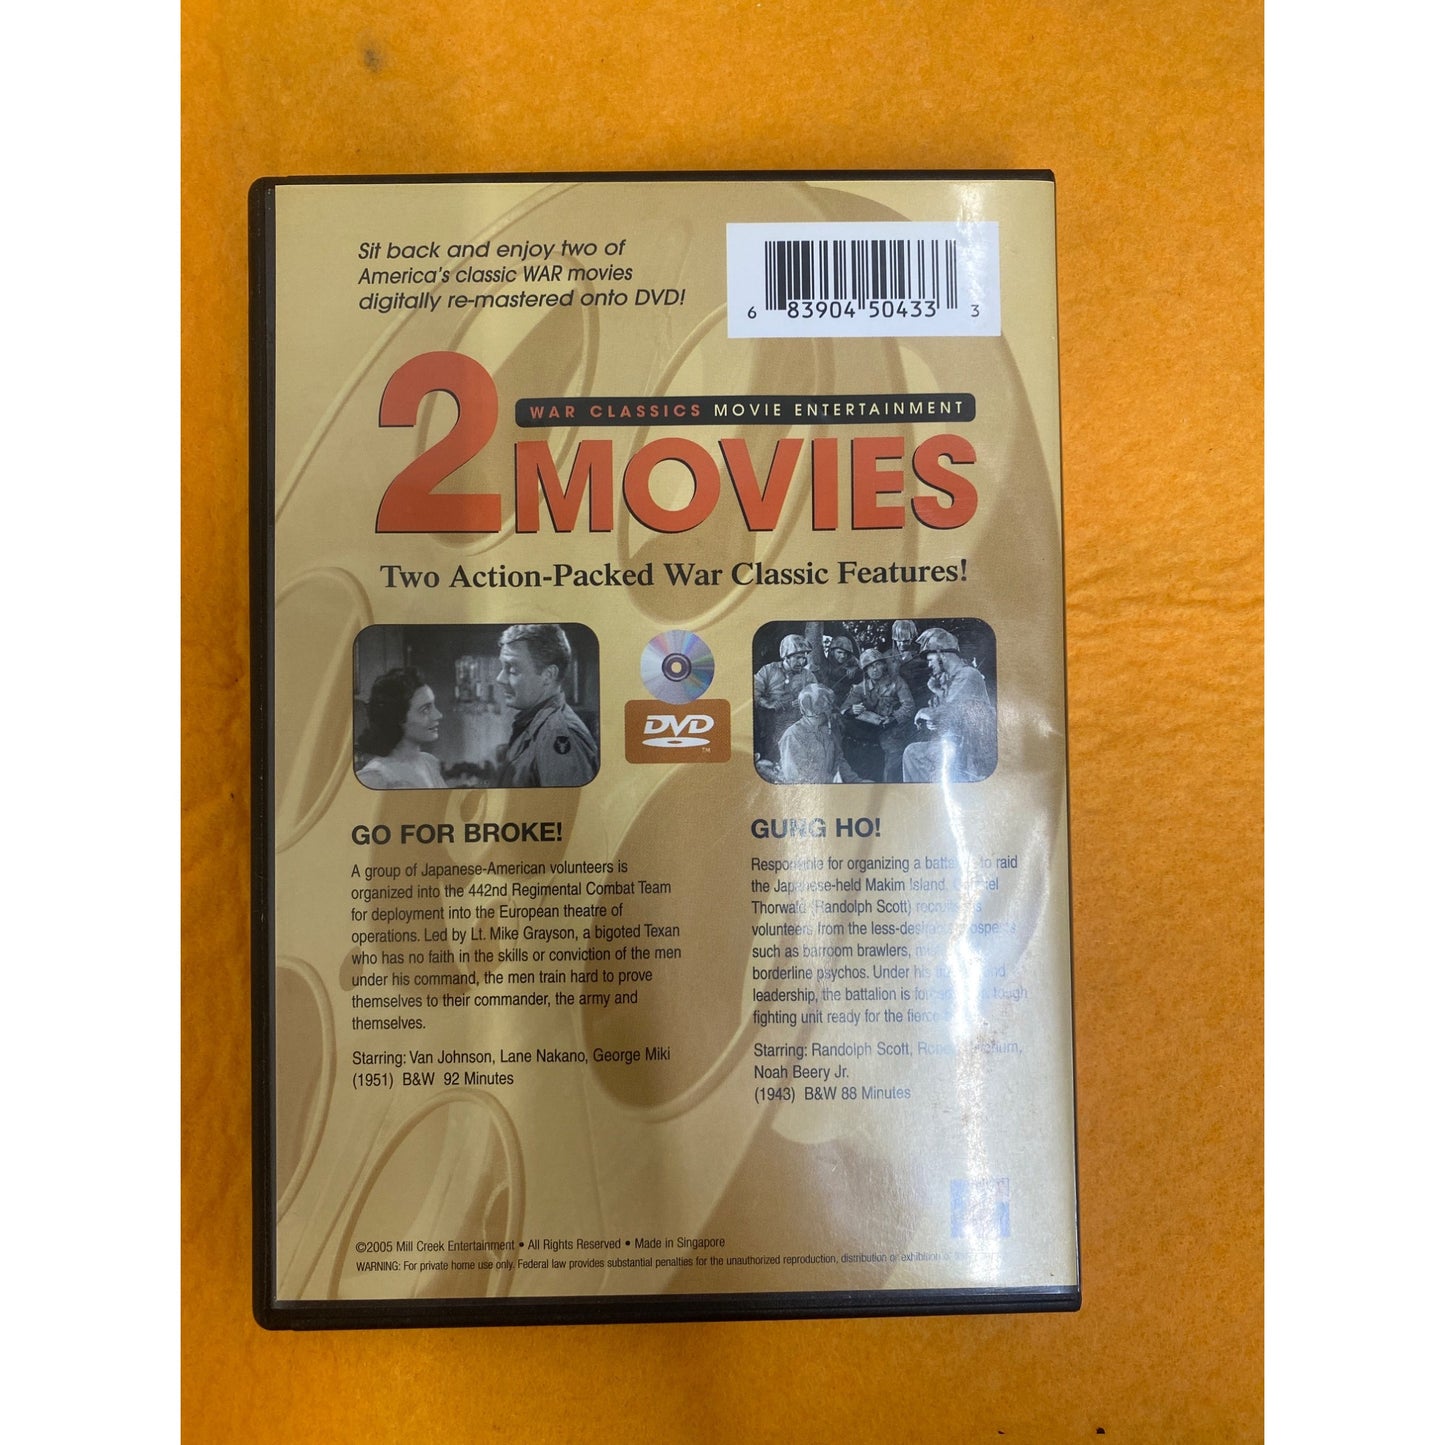 Sit back and enjoy two of
America's classic WAR movies
digitally re-mastered onto DVD!
6 83904 50433 3
WAR CLASSICS MOVIE ENTERTAINMENT
2 MOVIES
Two Action-Packed War Classic Features!
DVD
TM
GO FOR BROKE!
A group of Japanese-American volunteers is
organized into the 442nd Regimental Combat Team
for deployment into the European theatre of
operations. Led by Lt. Mike Grayson, a bigoted Texan
who has no faith in the skills or conviction of the men
under his command, the men train hard to prove
themselves to their commander, the army and
themselves.
Starring: Van Johnson, Lane Nakano, George Miki
(1951) B&W 92 Minutes
GUNG HO!
Responsible for organizing a to raid
the Japanese-held Makim Island,
Thorwald (Randolph Scott)
volunteers from the
such as barroom brawlers,
borderline psychos. Under his
leadership, the battalion is tough
fighting unit ready for the
Starring: Randolph Scott,
Noah Beery Jr.
(1943) B&W 88 Minutes
©2005 Mill Creek Entertainment • All Rights Reserved • Made in Singapore
WARNING: For private home use only. Federal law provides substantial penalties for the unauthorized reproduction, distribution or exhibition of